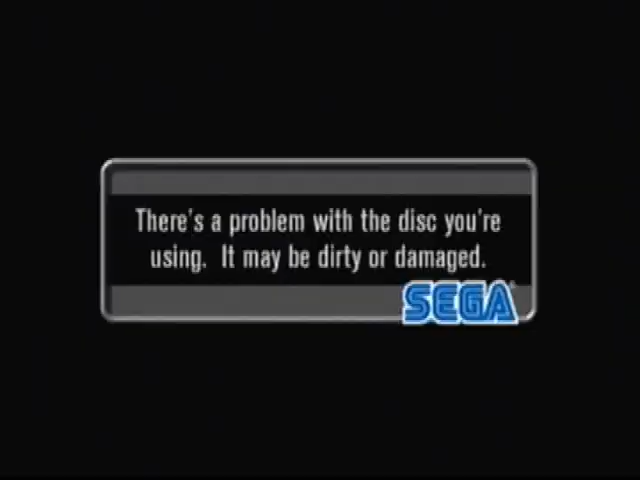 There's a problem with the disc you're
using.  It may be dirty or damaged.
SEGA